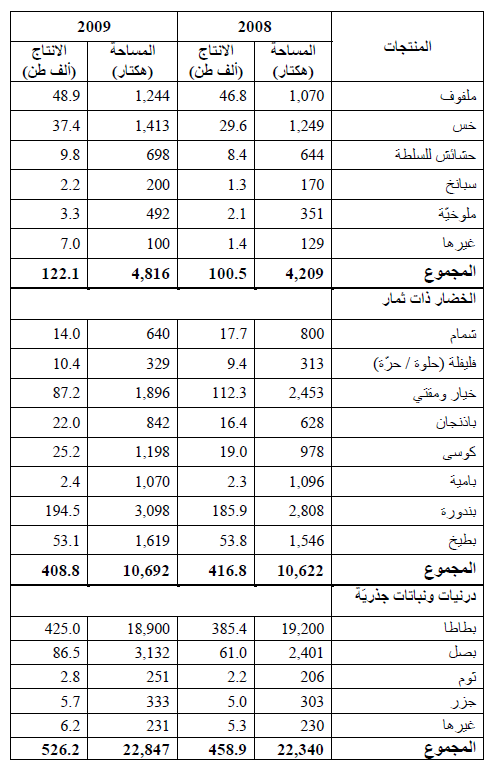 المنتجات 2008 2009
المساحة (هكتار) الانتاج (ألف طن) المساحة (هكتار) الانتاج (ألف طن)
ملفوف 1,070 46.8 1,244 48.9
خس 1,249 29.6 1,413 37.4
حشائش للسلطة 644 8.4 698 9.8
سبانخ 170 1.3 200 2.2
ملوخيّة 351 2.1 492 3.3
غيرها 129 1.4 100 7.0
المجموع 4,209 100.5 4,816 122.1
الخضار ذات ثمار
شمام 800 17.7 640 14.0
فليفلة (حلوة / حرّة) 313 9.4 329 10.4
خيار ومقتي 2,453 112.3 1,896 87.2
باذنجان 628 16.4 842 22.0
كوسى 978 19.0 1,198 25.2
بامية 1,096 2.3 1,070 2.4
بندورة 2,808 185.9 3,098 194.5
بطيخ 1,546 53.8 1,619 53.1
المجموع 10,622 416.8 10,692 408.8
درنيات ونباتات جذريّة
بطاطا 19,200 385.4 18,900 425.0
بصل 2,401 61.0 3,132 86.5
ثوم 206 2.2 251 2.8
جزر 303 5.0 333 5.7
غيرها 230 5.3 231 6.2
المجموع 22,340 458.9 22,847 526.2